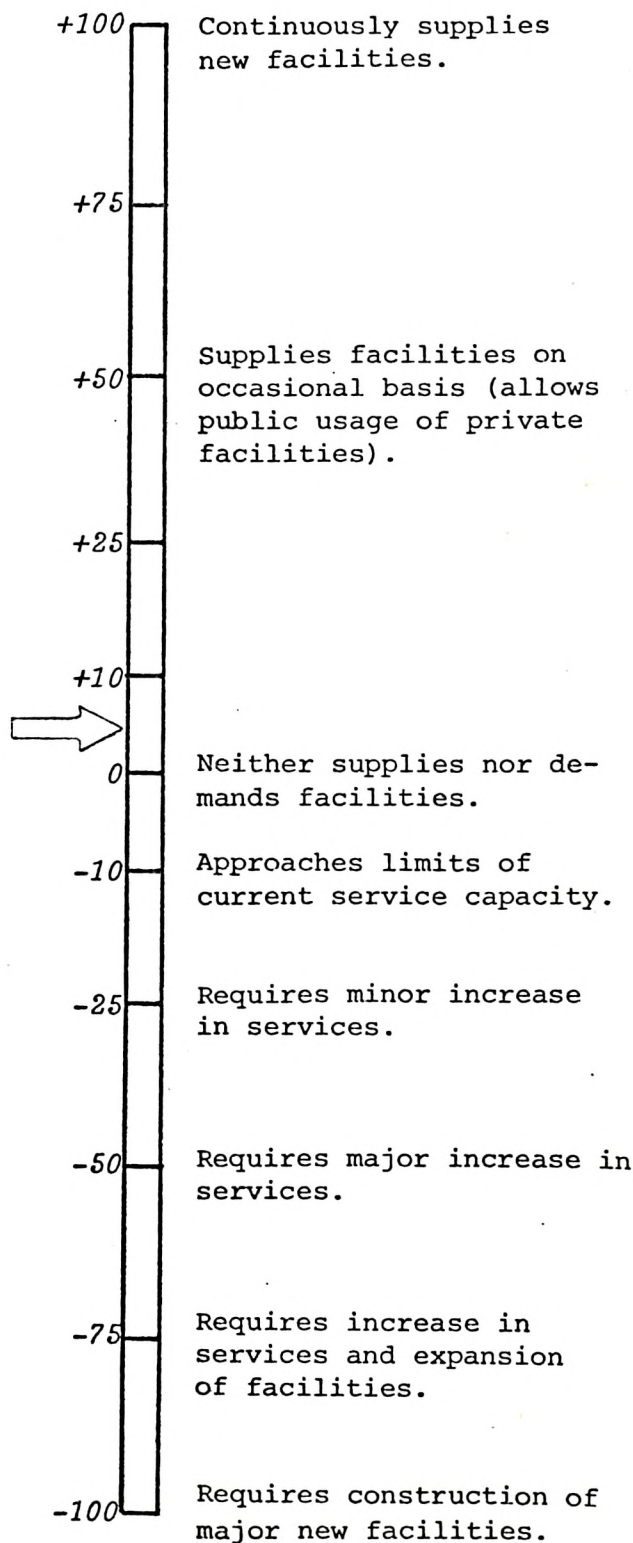 +100 Continuously supplies
new facilities.
+75
Supplies facilities on
+50 occasional basis (allows
public usage of private
facilities).
+25
+10
0 Neither supplies nor de-
mands facilities.
-10 Approaches limits of
current service capacity.
-25 Requires minor increase
in services.
-50 Requires major increase in
services.
Requires increase in
-75 services and expansion
of facilities.
Requires construction of
-100 major new facilities.